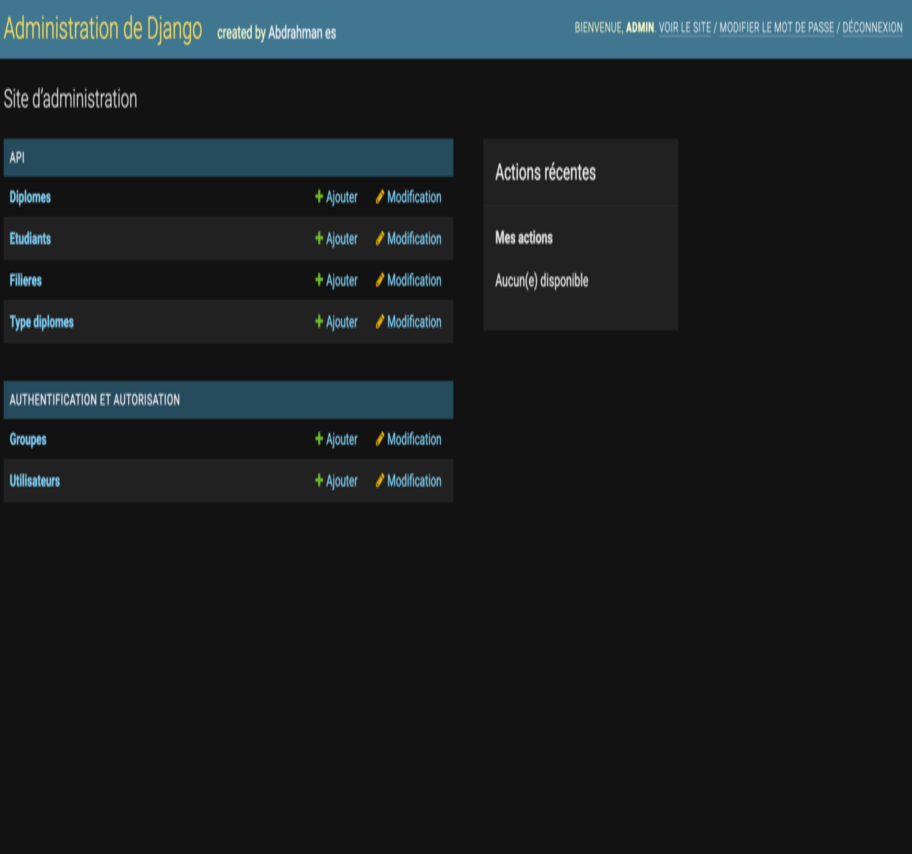 Administration de Django created by Abdrahman es
BIENVENUE, ADMIN. VOIR LE SITE / MODIFIER LE MOT DE PASSE / DÉCONNEXION
Site d'administration
API
Diplomes Ajouter Modification
Etudiants Ajouter Modification
Filieres Ajouter Modification
Type diplomes Ajouter Modification
AUTHENTIFICATION ET AUTORISATION
Groupes Ajouter Modification
Utilisateurs Ajouter Modification
Actions récentes
Mes actions
Aucun(e) disponible